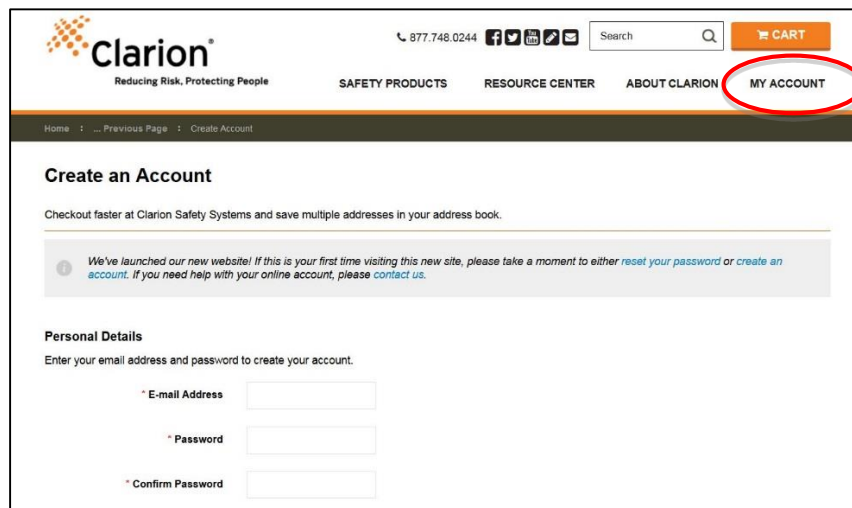 Clarion®
Reducing Risk, Protecting People
877.748.0244
Search
CART
SAFETY PRODUCTS RESOURCE CENTER ABOUT CLARION MY ACCOUNT
Home : ... Previous Page : Create Account
Create an Account
Checkout faster at Clarion Safety Systems and save multiple addresses in your address book.
We've launched our new website! If this is your first time visiting this new site, please take a moment to either reset your password or create an
account. If you need help with your online account, please contact us.
Personal Details
Enter your email address and password to create your account.
* E-mail Address
* Password
* Confirm Password